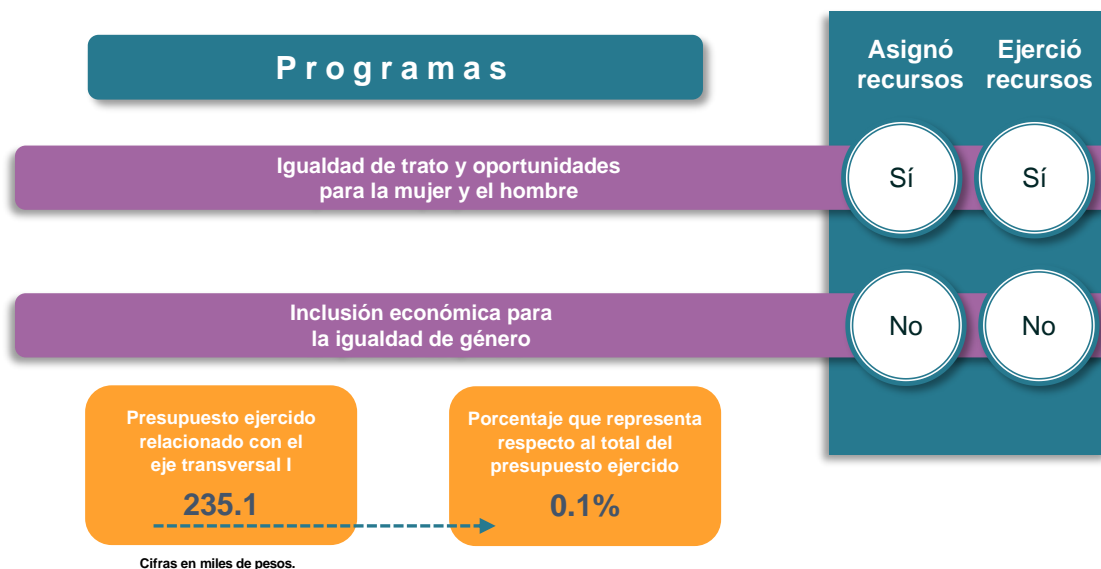 Programas
Asignó
recursos
Ejerció
recursos
Igualdad de trato y oportunidades
para la mujer y el hombre
Sí
Sí
Inclusión económica para
la igualdad de género
No
No
Presupuesto ejercido
relacionado con el
eje transversal I
235.1
Porcentaje que representa
respecto al total del
presupuesto ejercido
0.1%
Cifras en miles de pesos.